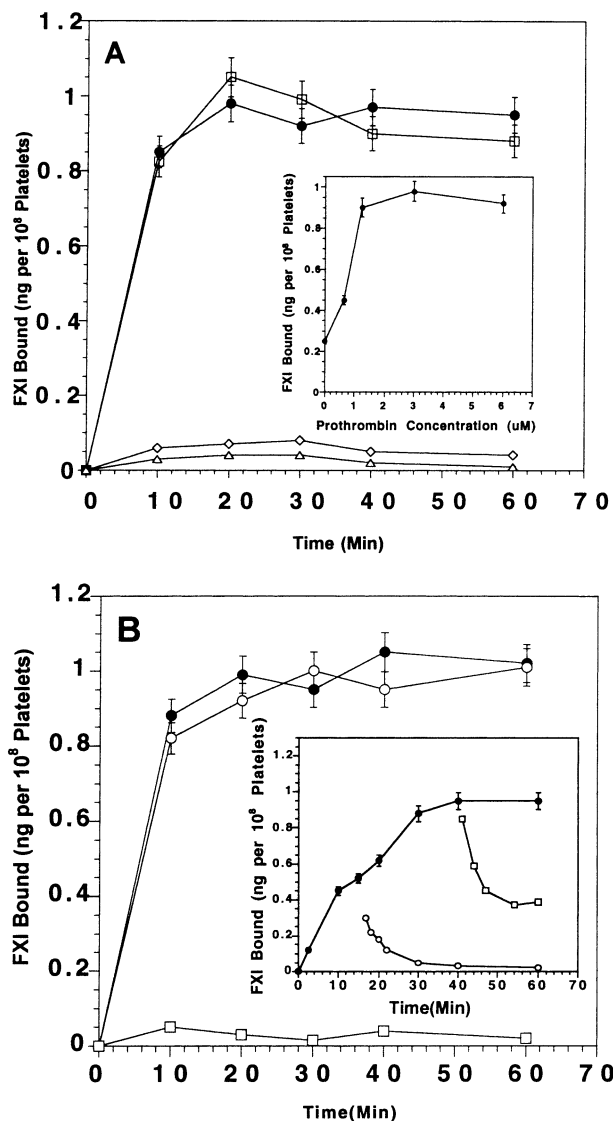 A
FXI Bound (ng per 10⁸ Platelets)
1.2
1
0.8
0.6
0.4
0.2
0
0 10 20 30 40 50 60 70
Time (Min)
FXI Bound (ng per 10⁸ Platelets)
1
0.8
0.6
0.4
0.2
0
0 1 2 3 4 5 6 7
Prothrombin Concentration (uM)
B
FXI Bound (ng per 10⁸ Platelets)
1.2
1
0.8
0.6
0.4
0.2
0
0 10 20 30 40 50 60 70
Time(Min)
FXI Bound (ng per 10⁸ Platelets)
1.2
1
0.8
0.6
0.4
0.2
0
0 10 20 30 40 50 60 70
Time(Min)